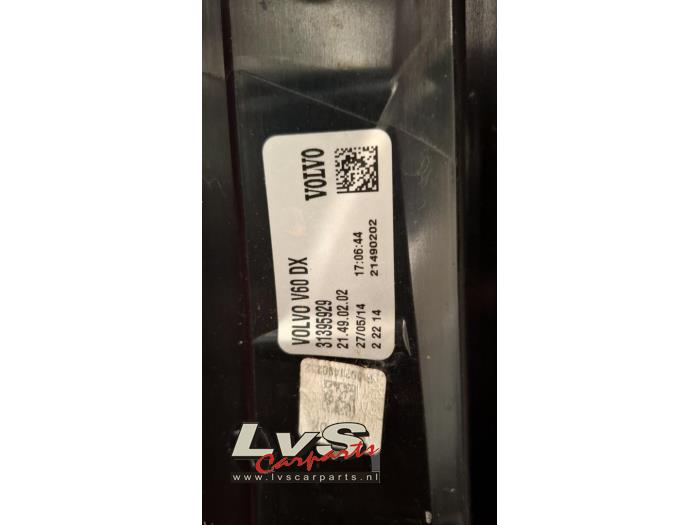 VOLVO
VOLVO V60 DX
31395929
21.49.02.02
27/05/14 17:06:44
2 22 14 21490202
LvS
Carparts
www.lvscarparts.nl